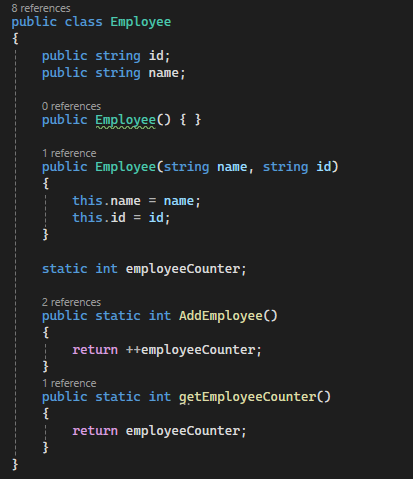 8 references
public class Employee
{
public string id;
public string name;
0 references
public Employee() { }
1 reference
public Employee(string name, string id)
{
this.name = name;
this.id = id;
}
static int employeeCounter;
2 references
public static int AddEmployee()
{
return ++employeeCounter;
}
1 reference
public static int getEmployeeCounter()
{
return employeeCounter;
}
}